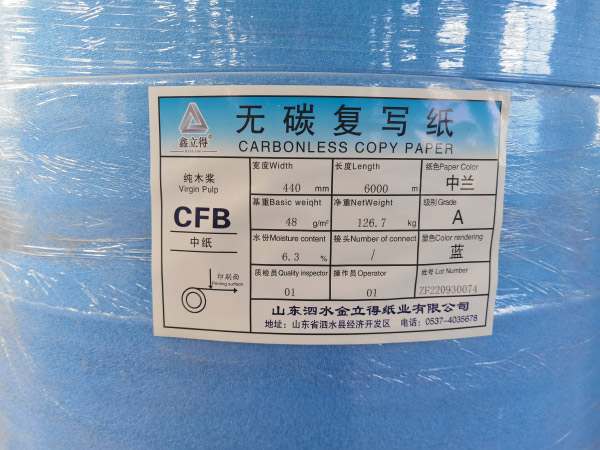 无碳复写纸
CARBONLESS COPY PAPER
鑫立得®
纯木桨
Virgin Pulp
CFB
中纸
印刷面
Printing surface
宽度Width
440 mm
长度Length
6000 m
纸色Paper Color
中兰
基重Basic weight
48 g/m²
净重NetWeight
126.7 kg
级别Grade
A
水份Moisture content
6.3 %
接头Number of connect
/
显色Color rendering
蓝
质检员Quality inspector
01
操作员Operator
01
批号 Lot Number
ZF220930074
山东泗水金立得纸业有限公司
地址：山东省泗水县经济开发区 电话：0537-4035678